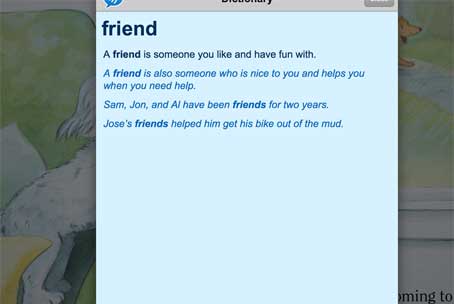 Dictionary
friend
A friend is someone you like and have fun with.
A friend is also someone who is nice to you and helps you
when you need help.
Sam, Jon, and Al have been friends for two years.
Jose's friends helped him get his bike out of the mud.
oming to